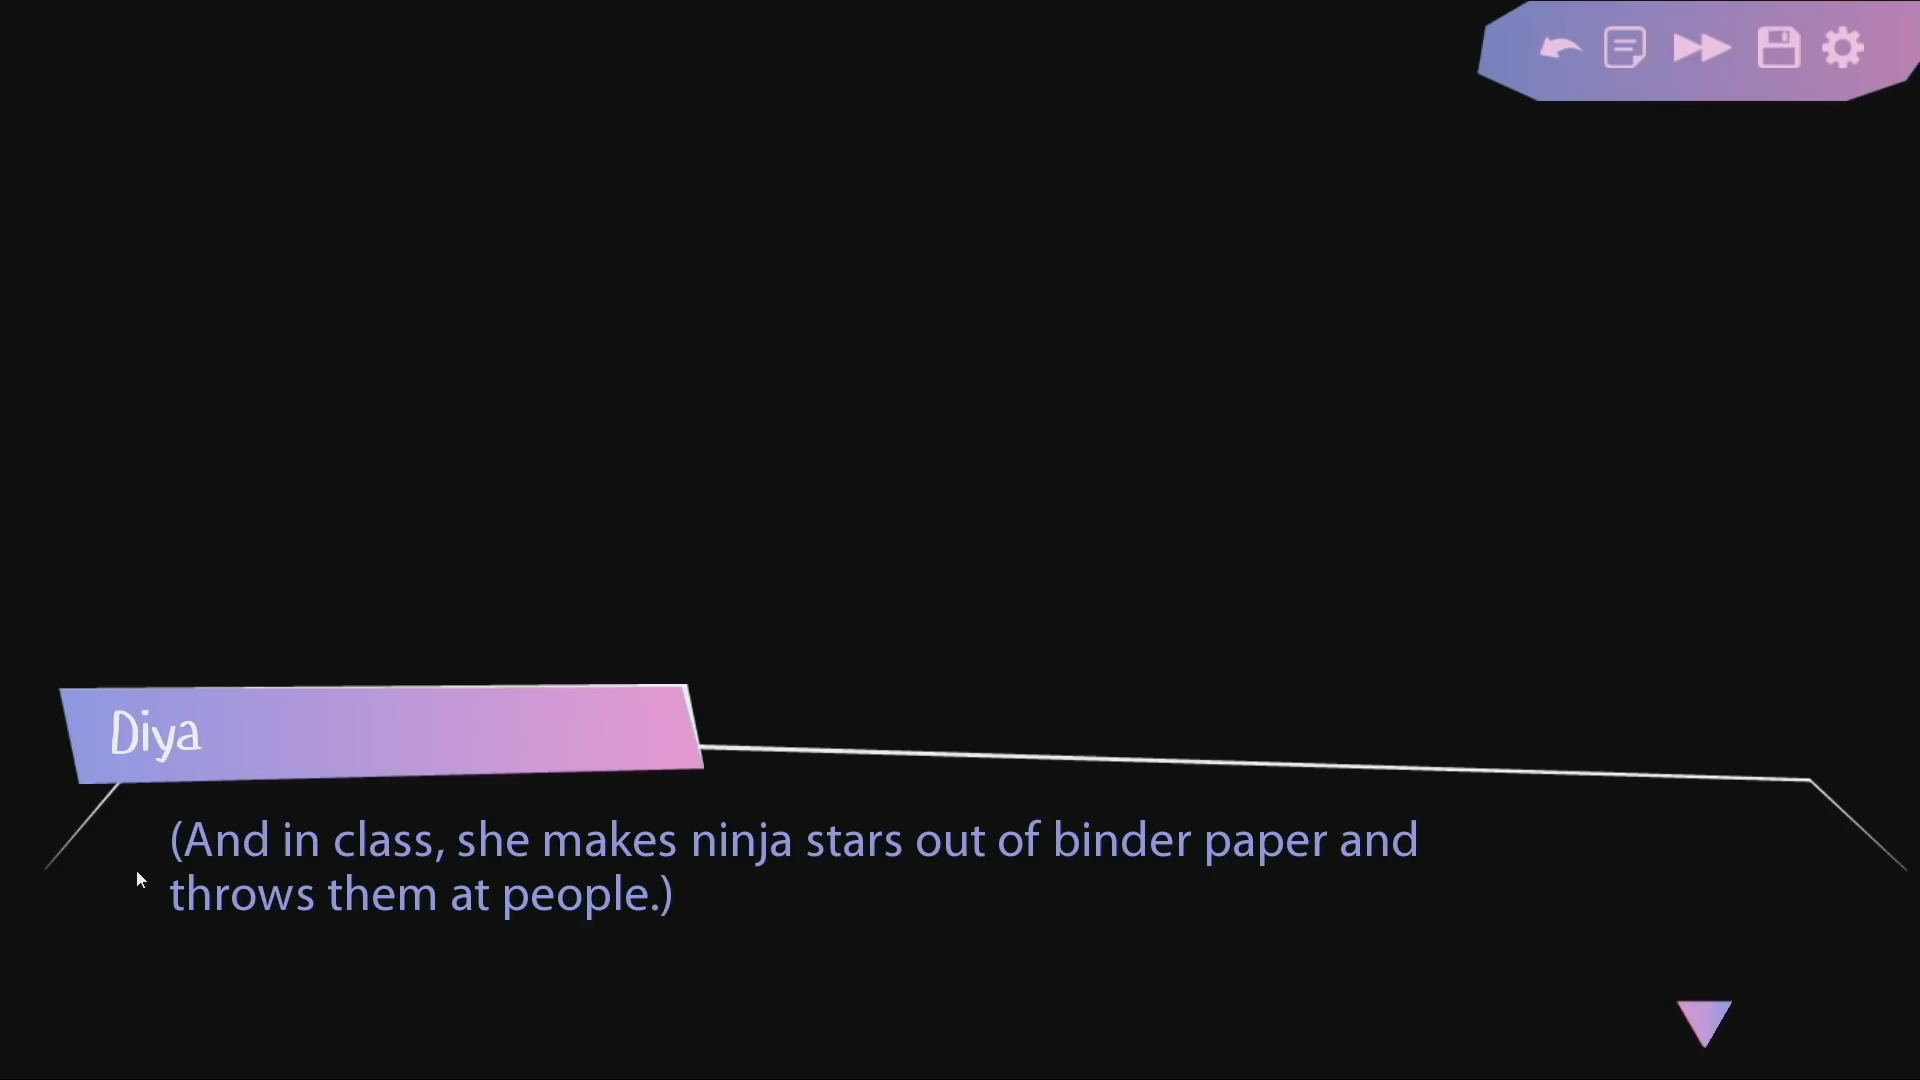 Diya
(And in class, she makes ninja stars out of binder paper and
throws them at people.)